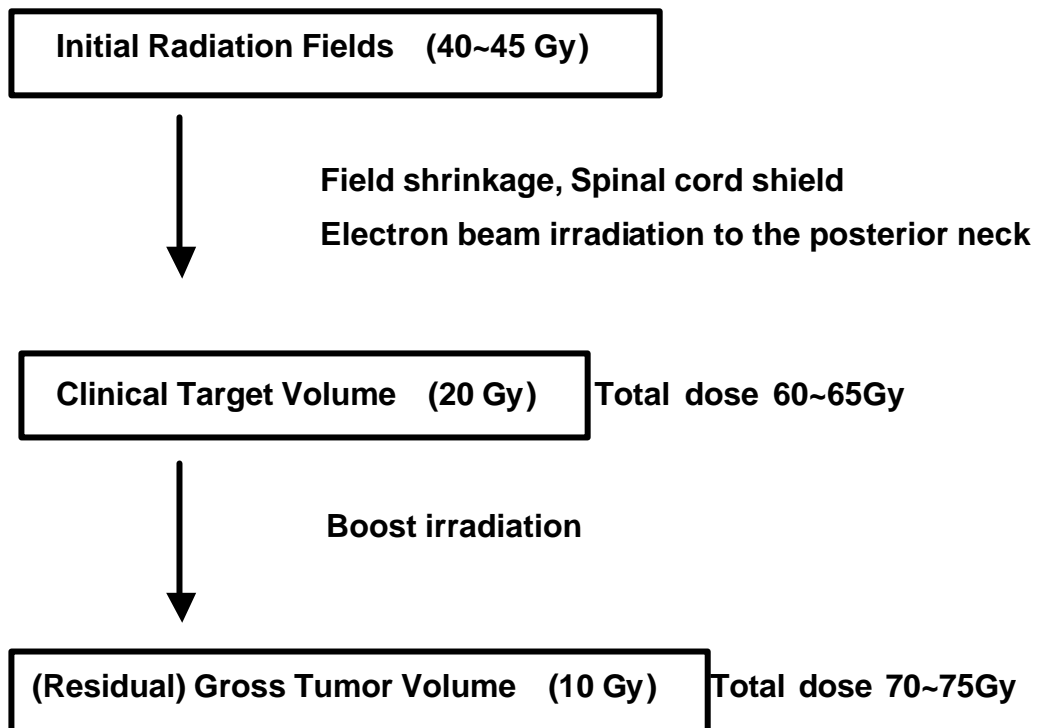 Initial Radiation Fields (40~45 Gy)
Field shrinkage, Spinal cord shield
Electron beam irradiation to the posterior neck
Clinical Target Volume (20 Gy) Total dose 60~65Gy
Boost irradiation
(Residual) Gross Tumor Volume (10 Gy) Total dose 70~75Gy